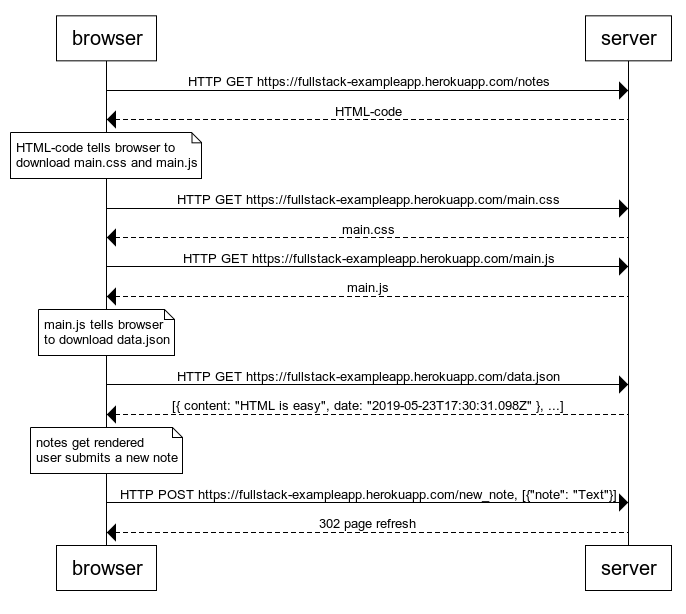 browser
server
HTTP GET https://fullstack-exampleapp.herokuapp.com/notes
HTML-code
HTML-code tells browser to
download main.css and main.js
HTTP GET https://fullstack-exampleapp.herokuapp.com/main.css
main.css
HTTP GET https://fullstack-exampleapp.herokuapp.com/main.js
main.js
main.js tells browser
to download data.json
HTTP GET https://fullstack-exampleapp.herokuapp.com/data.json
[{ content: "HTML is easy", date: "2019-05-23T17:30:31.098Z" }, ...]
notes get rendered
user submits a new note
HTTP POST https://fullstack-exampleapp.herokuapp.com/new_note, [{"note": "Text"}]
302 page refresh
browser
server